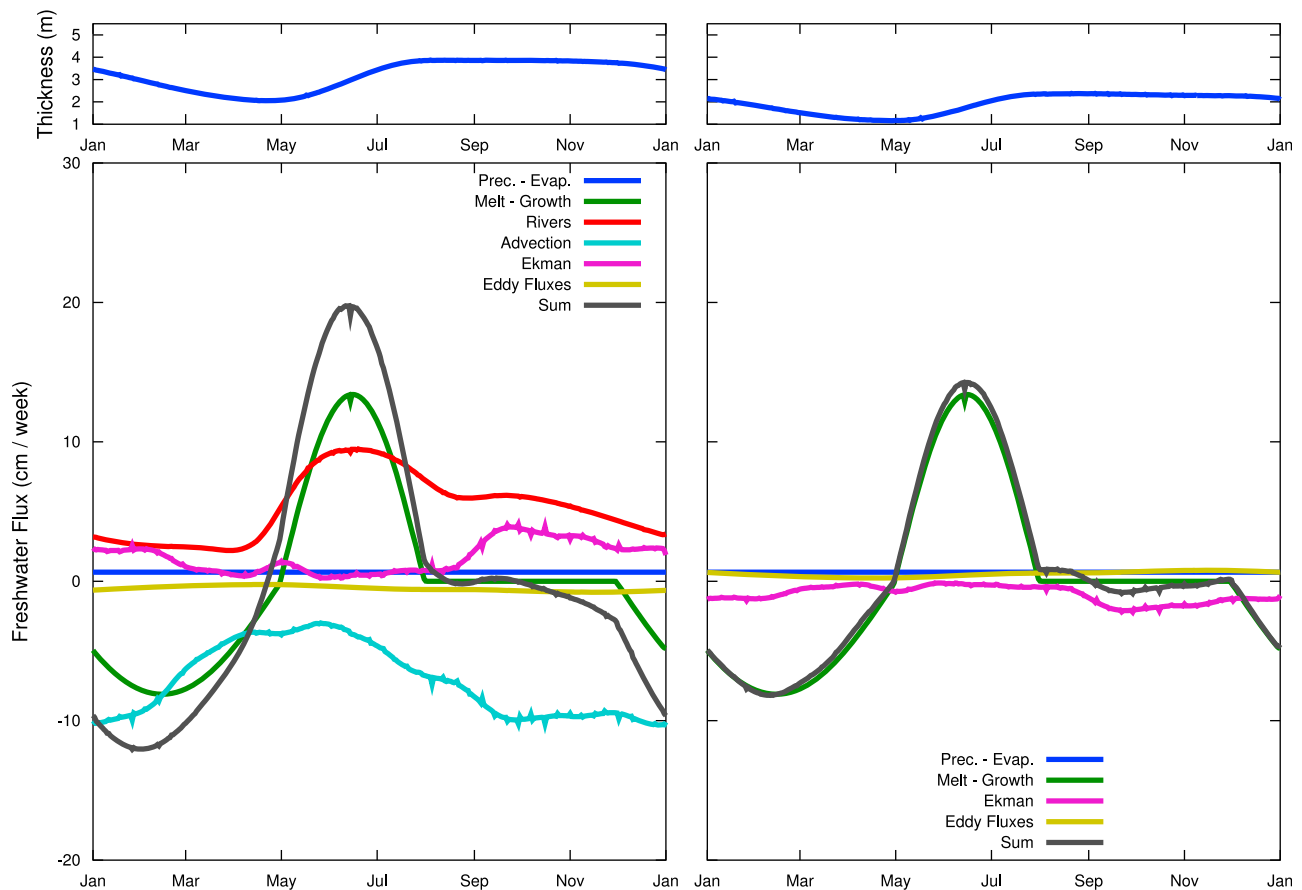 Thickness (m)
5
4
3
2
1
Jan Mar May Jul Sep Nov Jan
Jan Mar May Jul Sep Nov Jan
Freshwater Flux (cm / week)
30
20
10
0
-10
-20
Prec. - Evap.
Melt - Growth
Rivers
Advection
Ekman
Eddy Fluxes
Sum
Jan Mar May Jul Sep Nov Jan
Prec. - Evap.
Melt - Growth
Ekman
Eddy Fluxes
Sum
Jan Mar May Jul Sep Nov Jan